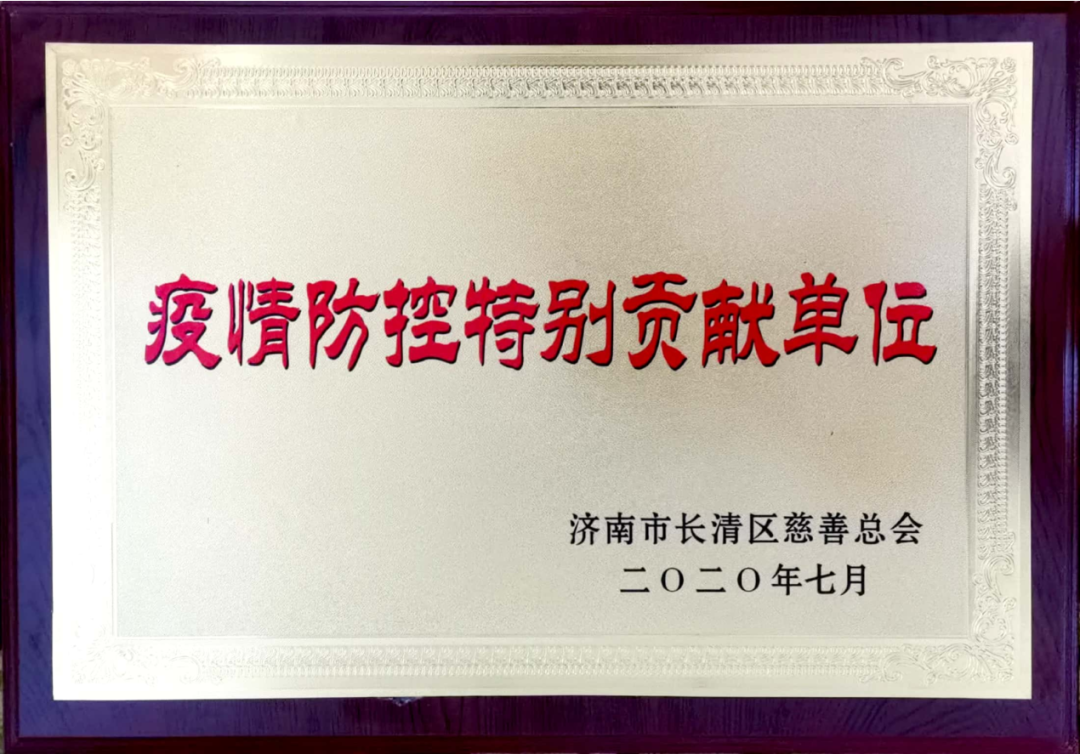 疫情防控特别贡献单位
济南市长清区慈善总会
二〇二〇年七月